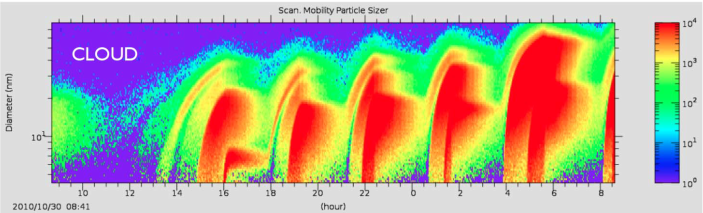 Scan. Mobility Particle Sizer
CLOUD
Diameter (nm)
10¹
10 12 14 16 18 20 22 0 2 4 6 8
(hour)
2010/10/30 08:41
10⁴
10³
10²
10¹
10⁰